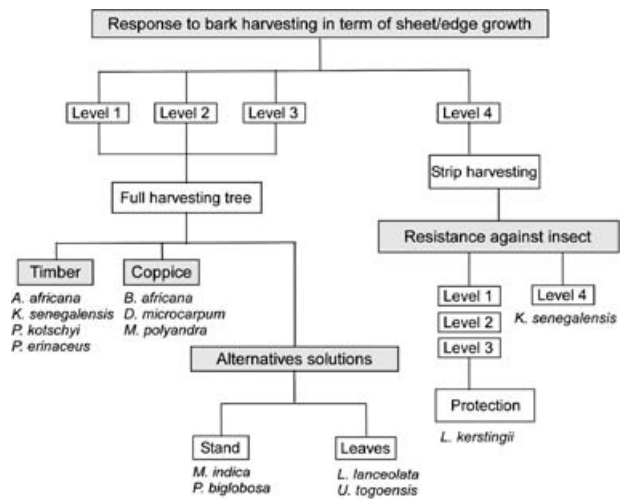 Response to bark harvesting in term of sheet/edge growth
Level 1
Level 2
Level 3
Level 4
Full harvesting tree
Strip harvesting
Timber
A. africana
K. senegalensis
P. kotschyi
P. erinaceus
Coppice
B. africana
D. microcarpum
M. polyandra
Alternatives solutions
Stand
M. indica
P. biglobosa
Leaves
L. lanceolata
U. togoensis
Resistance against insect
Level 1
Level 2
Level 3
Protection
L. kerstingii
Level 4
K. senegalensis